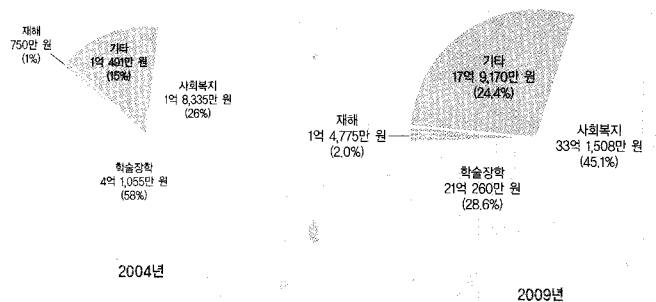 재해
750만 원
(1%)
기타
1억 491만 원
(15%)
사회복지
1억 8,335만 원
(26%)
학술장학
4억 1,055만 원
(58%)
2004년
기타
17억 9,170만 원
(24.4%)
재해
1억 4,775만 원
(2.0%)
사회복지
33억 1,508만 원
(45.1%)
학술장학
21억 260만 원
(28.6%)
2009년